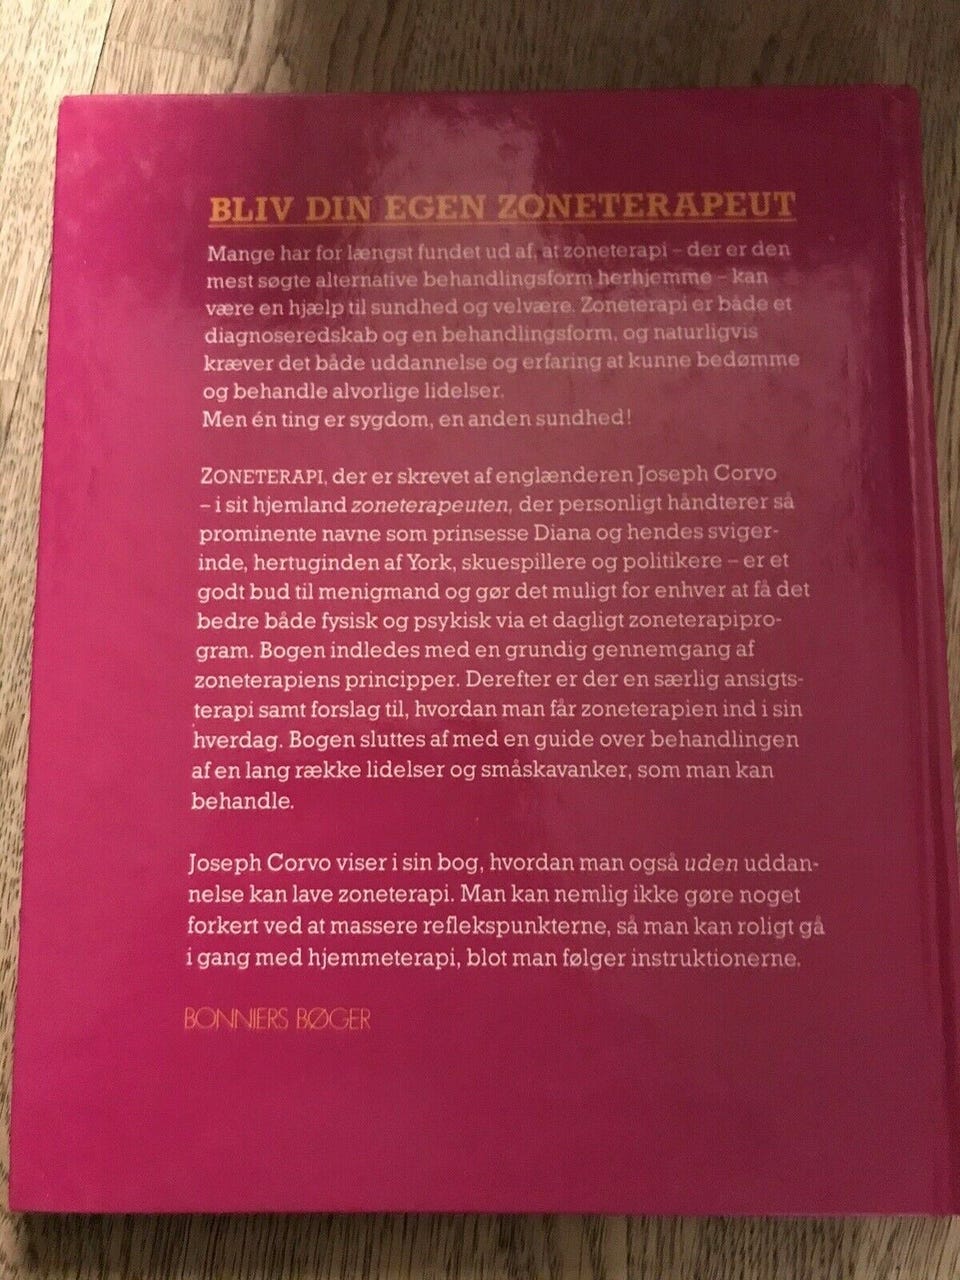 BLIV DIN EGEN ZONETERAPEUT
Mange har for længst fundet ud af, at zoneterapi – der er den
mest søgte alternative behandlingsform herhjemme – kan
være en hjælp til sundhed og velvære. Zoneterapi er både et
diagnoseredskab og en behandlingsform, og naturligvis
kræver det både uddannelse og erfaring at kunne bedømme
og behandle alvorlige lidelser.
Men én ting er sygdom, en anden sundhed!
ZONETERAPI, der er skrevet af englænderen Joseph Corvo
– i sit hjemland zoneterapeuten, der personligt håndterer så
prominente navne som prinsesse Diana og hendes sviger-
inde, hertuginden af York, skuespillere og politikere – er et
godt bud til menigmand og gør det muligt for enhver at få det
bedre både fysisk og psykisk via et dagligt zoneterapipro-
gram. Bogen indledes med en grundig gennemgang af
zoneterapiens principper. Derefter er der en særlig ansigts-
terapi samt forslag til, hvordan man får zoneterapien ind i sin
hverdag. Bogen sluttes af med en guide over behandlingen
af en lang række lidelser og småskavanker, som man kan
behandle.
Joseph Corvo viser i sin bog, hvordan man også uden uddan-
nelse kan lave zoneterapi. Man kan nemlig ikke gøre noget
forkert ved at massere reflekspunkterne, så man kan roligt gå
i gang med hjemmeterapi, blot man følger instruktionerne.
BONNIERS BØGER